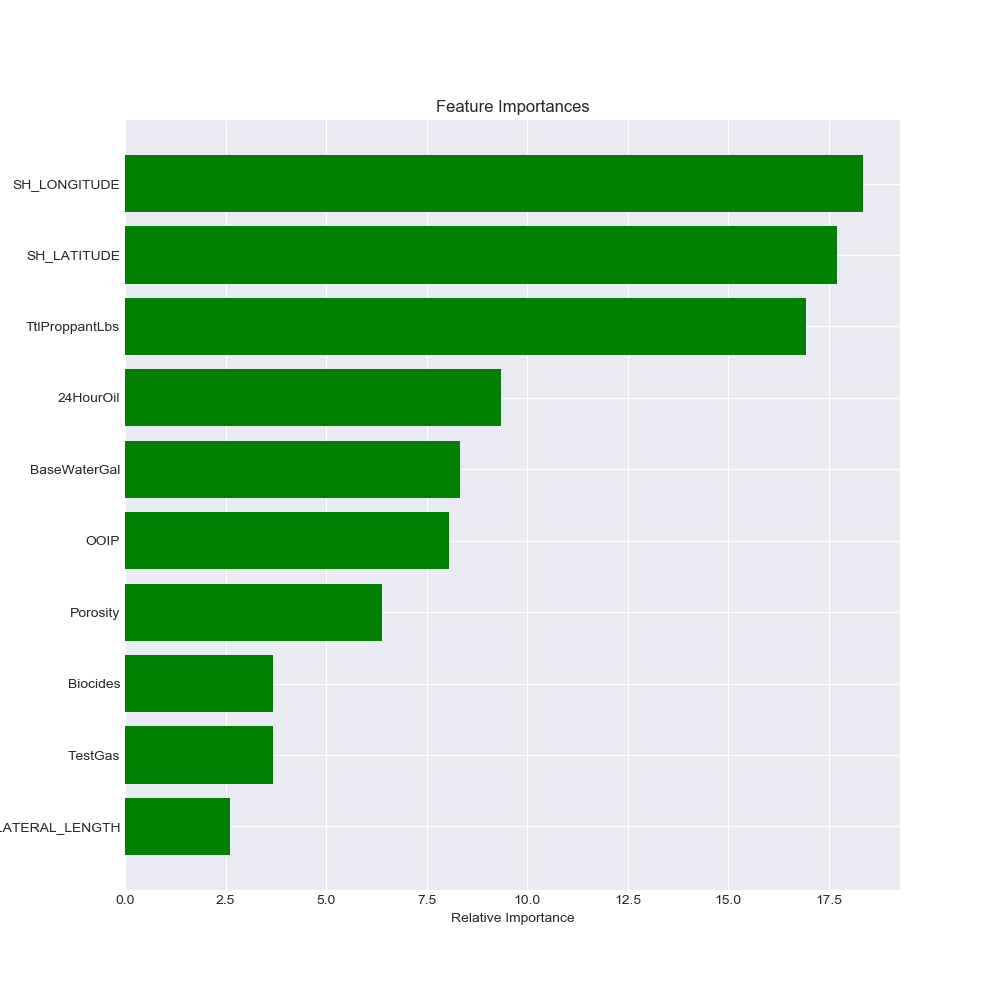 Feature Importances
SH_LONGITUDE
SH_LATITUDE
TtlProppantLbs
24HourOil
BaseWaterGal
OOIP
Porosity
Biocides
TestGas
LATERAL_LENGTH
0.0 2.5 5.0 7.5 10.0 12.5 15.0 17.5
Relative Importance